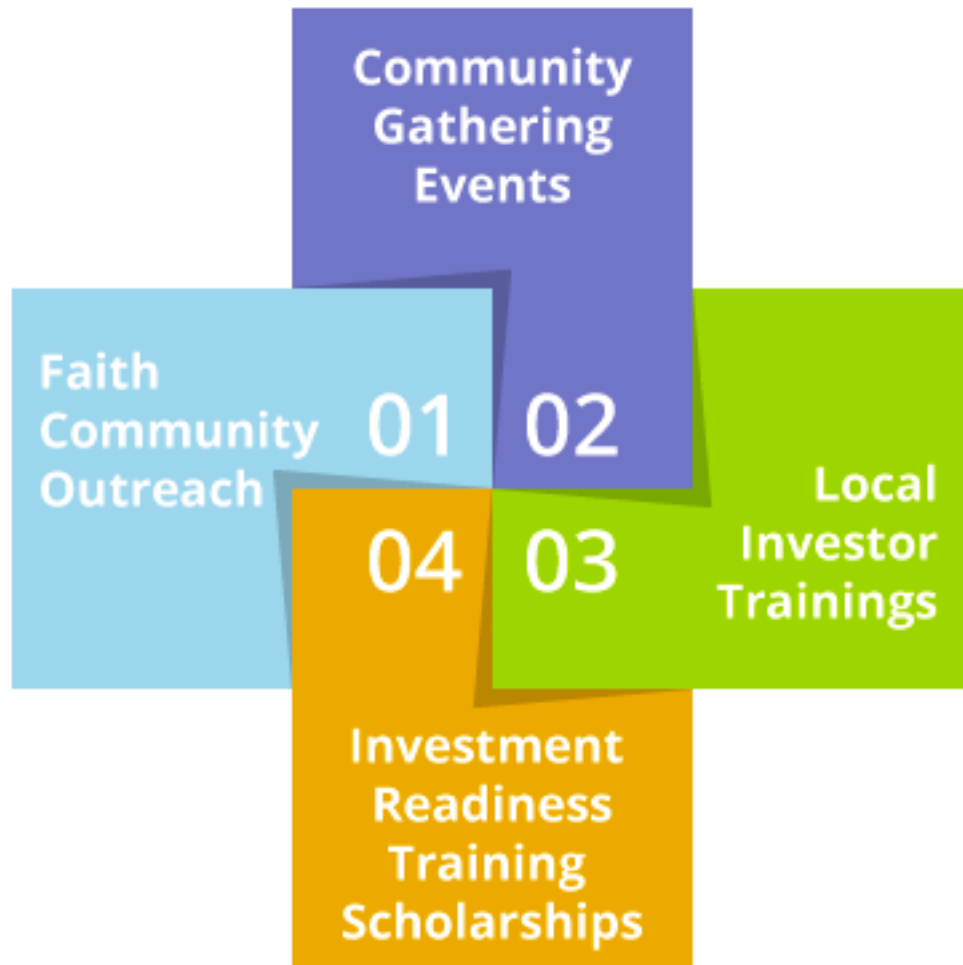 Community
Gathering
Events
Faith
Community
Outreach
01
02
Local
Investor
Trainings
04
03
Investment
Readiness
Training
Scholarships